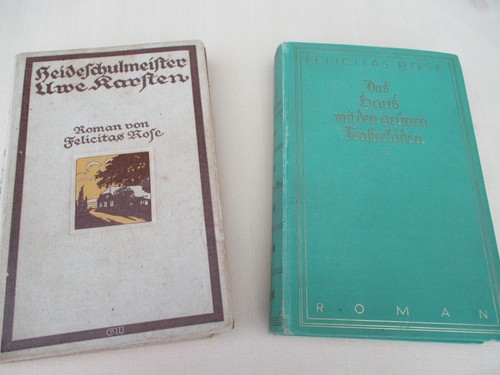 Heideschulmeister
Uwe Karsten
Roman von
Felicitas Rose
FELICITAS ROSE
Das
Haus
mit den grünen
Fensterläden
ROMAN